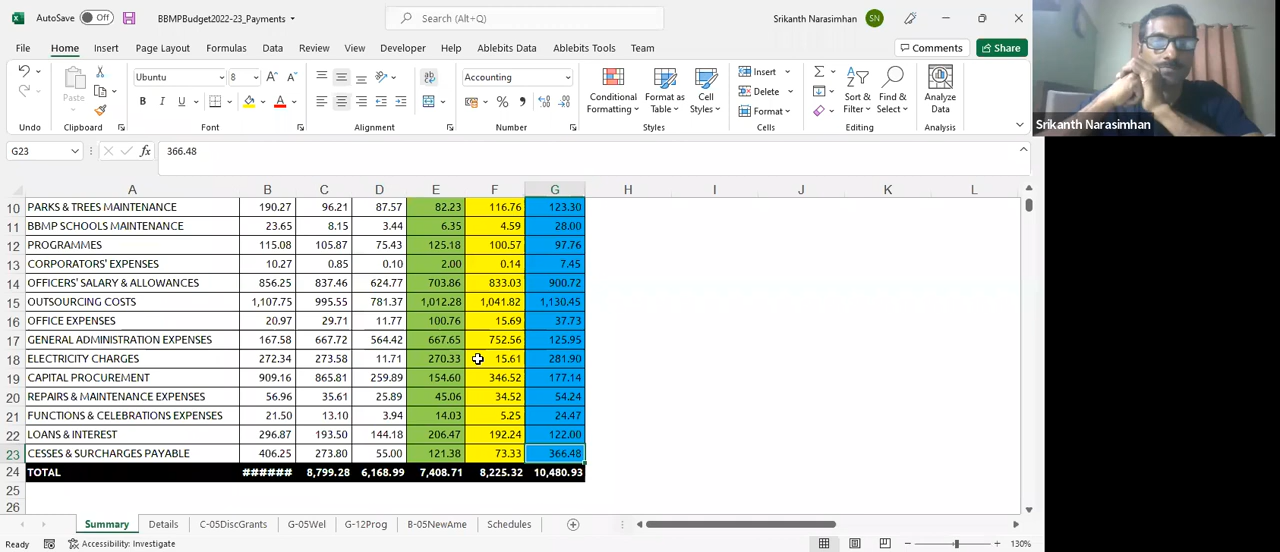 AutoSave Off BBMPBudget2022-23_Payments Search (Alt+Q) Srikanth Narasimhan SN
File Home Insert Page Layout Formulas Data Review View Developer Help Ablebits Data Ablebits Tools Team Comments Share
Ubuntu 8 Accounting Insert
Paste B I U A Conditional Formatting Format as Table Cell Styles Delete Sort & Filter Find & Select Analyze Data
Format
Undo Clipboard Font Alignment Number Styles Cells Editing Analysis
Srikanth Narasimhan
G23 fx 366.48
A B C D E F G H I J K L
10 PARKS & TREES MAINTENANCE 190.27 96.21 87.57 82.23 116.76 123.30
11 BBMP SCHOOLS MAINTENANCE 23.65 8.15 3.44 6.35 4.59 28.00
12 PROGRAMMES 115.08 105.87 75.43 125.18 100.57 97.76
13 CORPORATORS' EXPENSES 10.27 0.85 0.10 2.00 0.14 7.45
14 OFFICERS' SALARY & ALLOWANCES 856.25 837.46 624.77 703.86 833.03 900.72
15 OUTSOURCING COSTS 1,107.75 995.55 781.37 1,012.28 1,041.82 1,130.45
16 OFFICE EXPENSES 20.97 29.71 11.77 100.76 15.69 37.73
17 GENERAL ADMINISTRATION EXPENSES 167.58 667.72 564.42 667.65 752.56 125.95
18 ELECTRICITY CHARGES 272.34 273.58 11.71 270.33 15.61 281.90
19 CAPITAL PROCUREMENT 909.16 865.81 259.89 154.60 346.52 177.14
20 REPAIRS & MAINTENANCE EXPENSES 56.96 35.61 25.89 45.06 34.52 54.24
21 FUNCTIONS & CELEBRATIONS EXPENSES 21.50 13.10 3.94 14.03 5.25 24.47
22 LOANS & INTEREST 296.87 193.50 144.18 206.47 192.24 122.00
23 CESSES & SURCHARGES PAYABLE 406.25 273.80 55.00 121.38 73.33 366.48
24 TOTAL ###### 8,799.28 6,168.99 7,408.71 8,225.32 10,480.93
25
26
Summary Details C-05DiscGrants G-05Wel G-12Prog B-05NewAme Schedules
Ready Accessibility: Investigate 130%